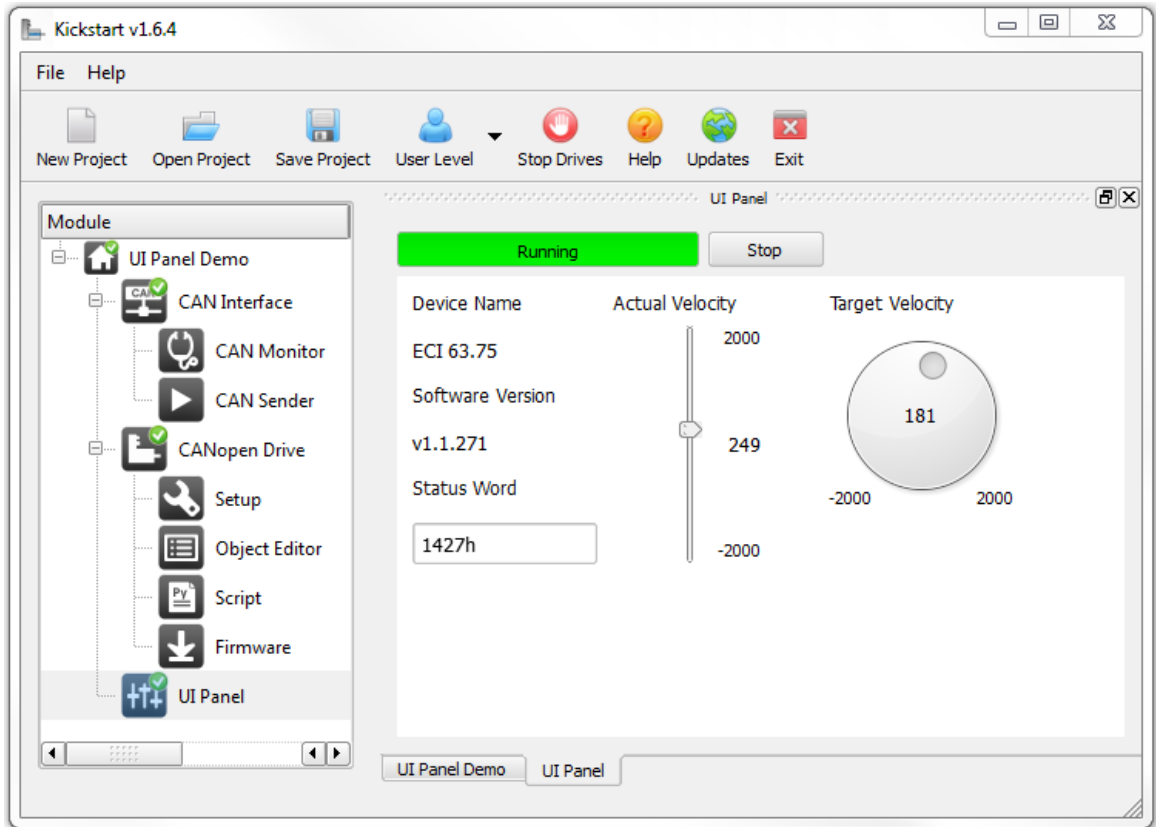 Kickstart v1.6.4
File Help
New Project Open Project Save Project User Level Stop Drives Help Updates Exit
UI Panel
Module
UI Panel Demo
CAN Interface
CAN
CAN Monitor
CAN Sender
CANopen Drive
Setup
Object Editor
Script
Py
Firmware
UI Panel
Running Stop
Device Name Actual Velocity Target Velocity
2000
ECI 63.75
Software Version
181
v1.1.271
249
Status Word
-2000 2000
1427h
-2000
UI Panel Demo UI Panel